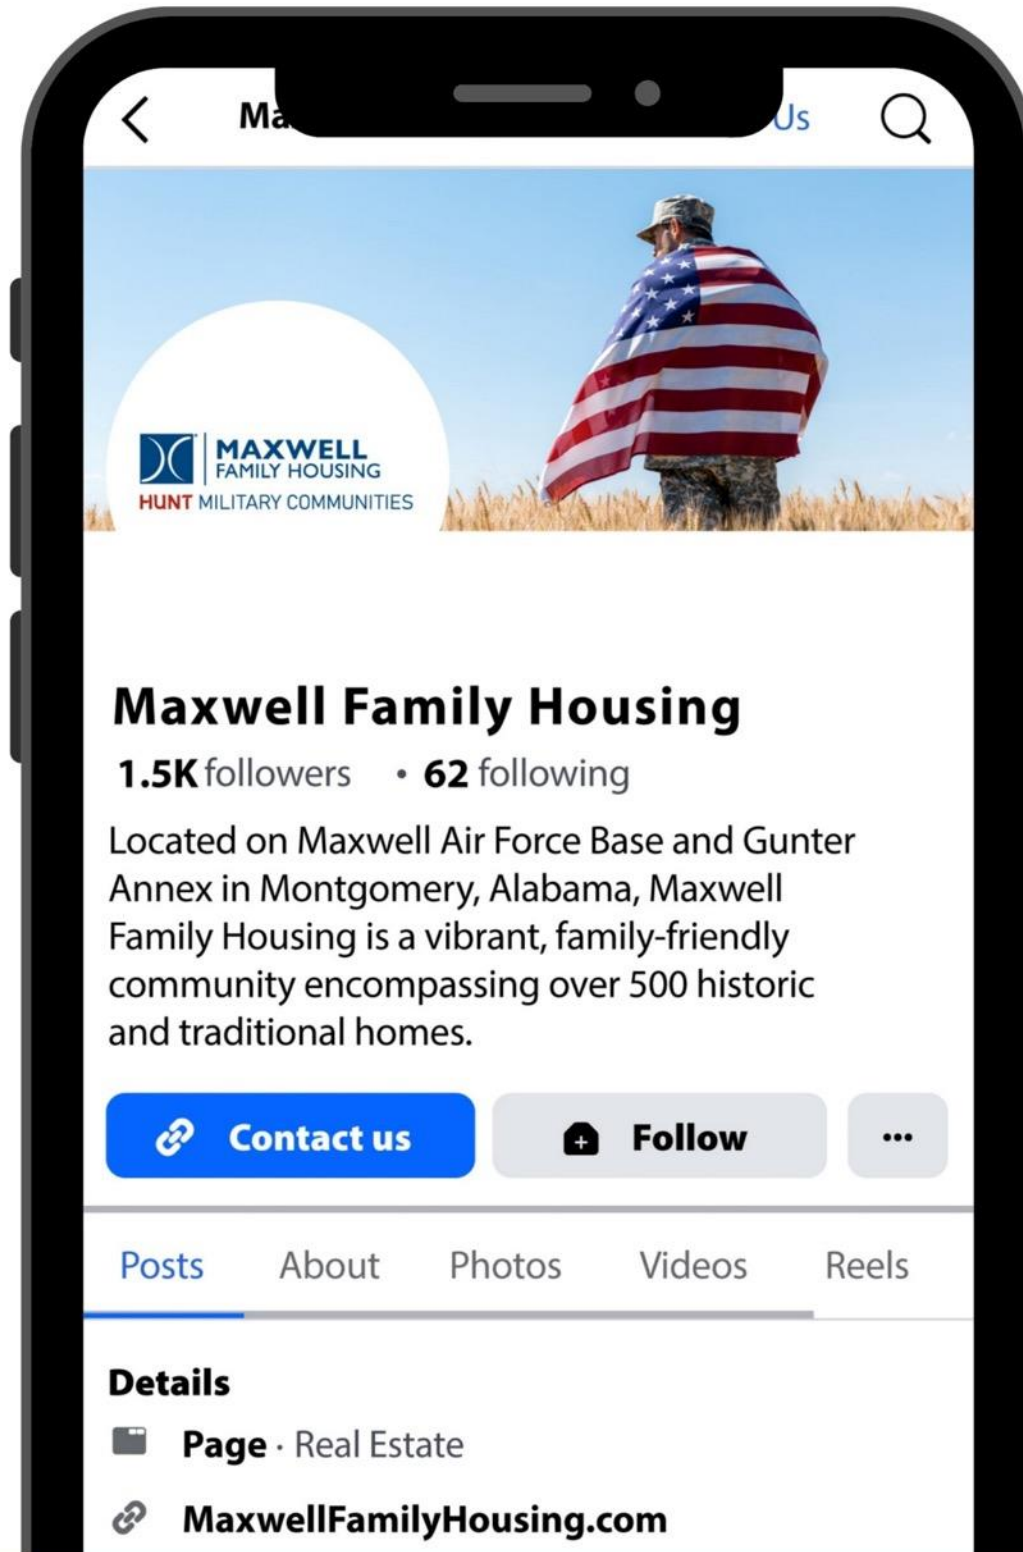 Ma
Us
MAXWELL
FAMILY HOUSING
HUNT MILITARY COMMUNITIES
Maxwell Family Housing
1.5K followers • 62 following
Located on Maxwell Air Force Base and Gunter
Annex in Montgomery, Alabama, Maxwell
Family Housing is a vibrant, family-friendly
community encompassing over 500 historic
and traditional homes.
Contact us Follow ...
Posts About Photos Videos Reels
Details
Page · Real Estate
MaxwellFamilyHousing.com